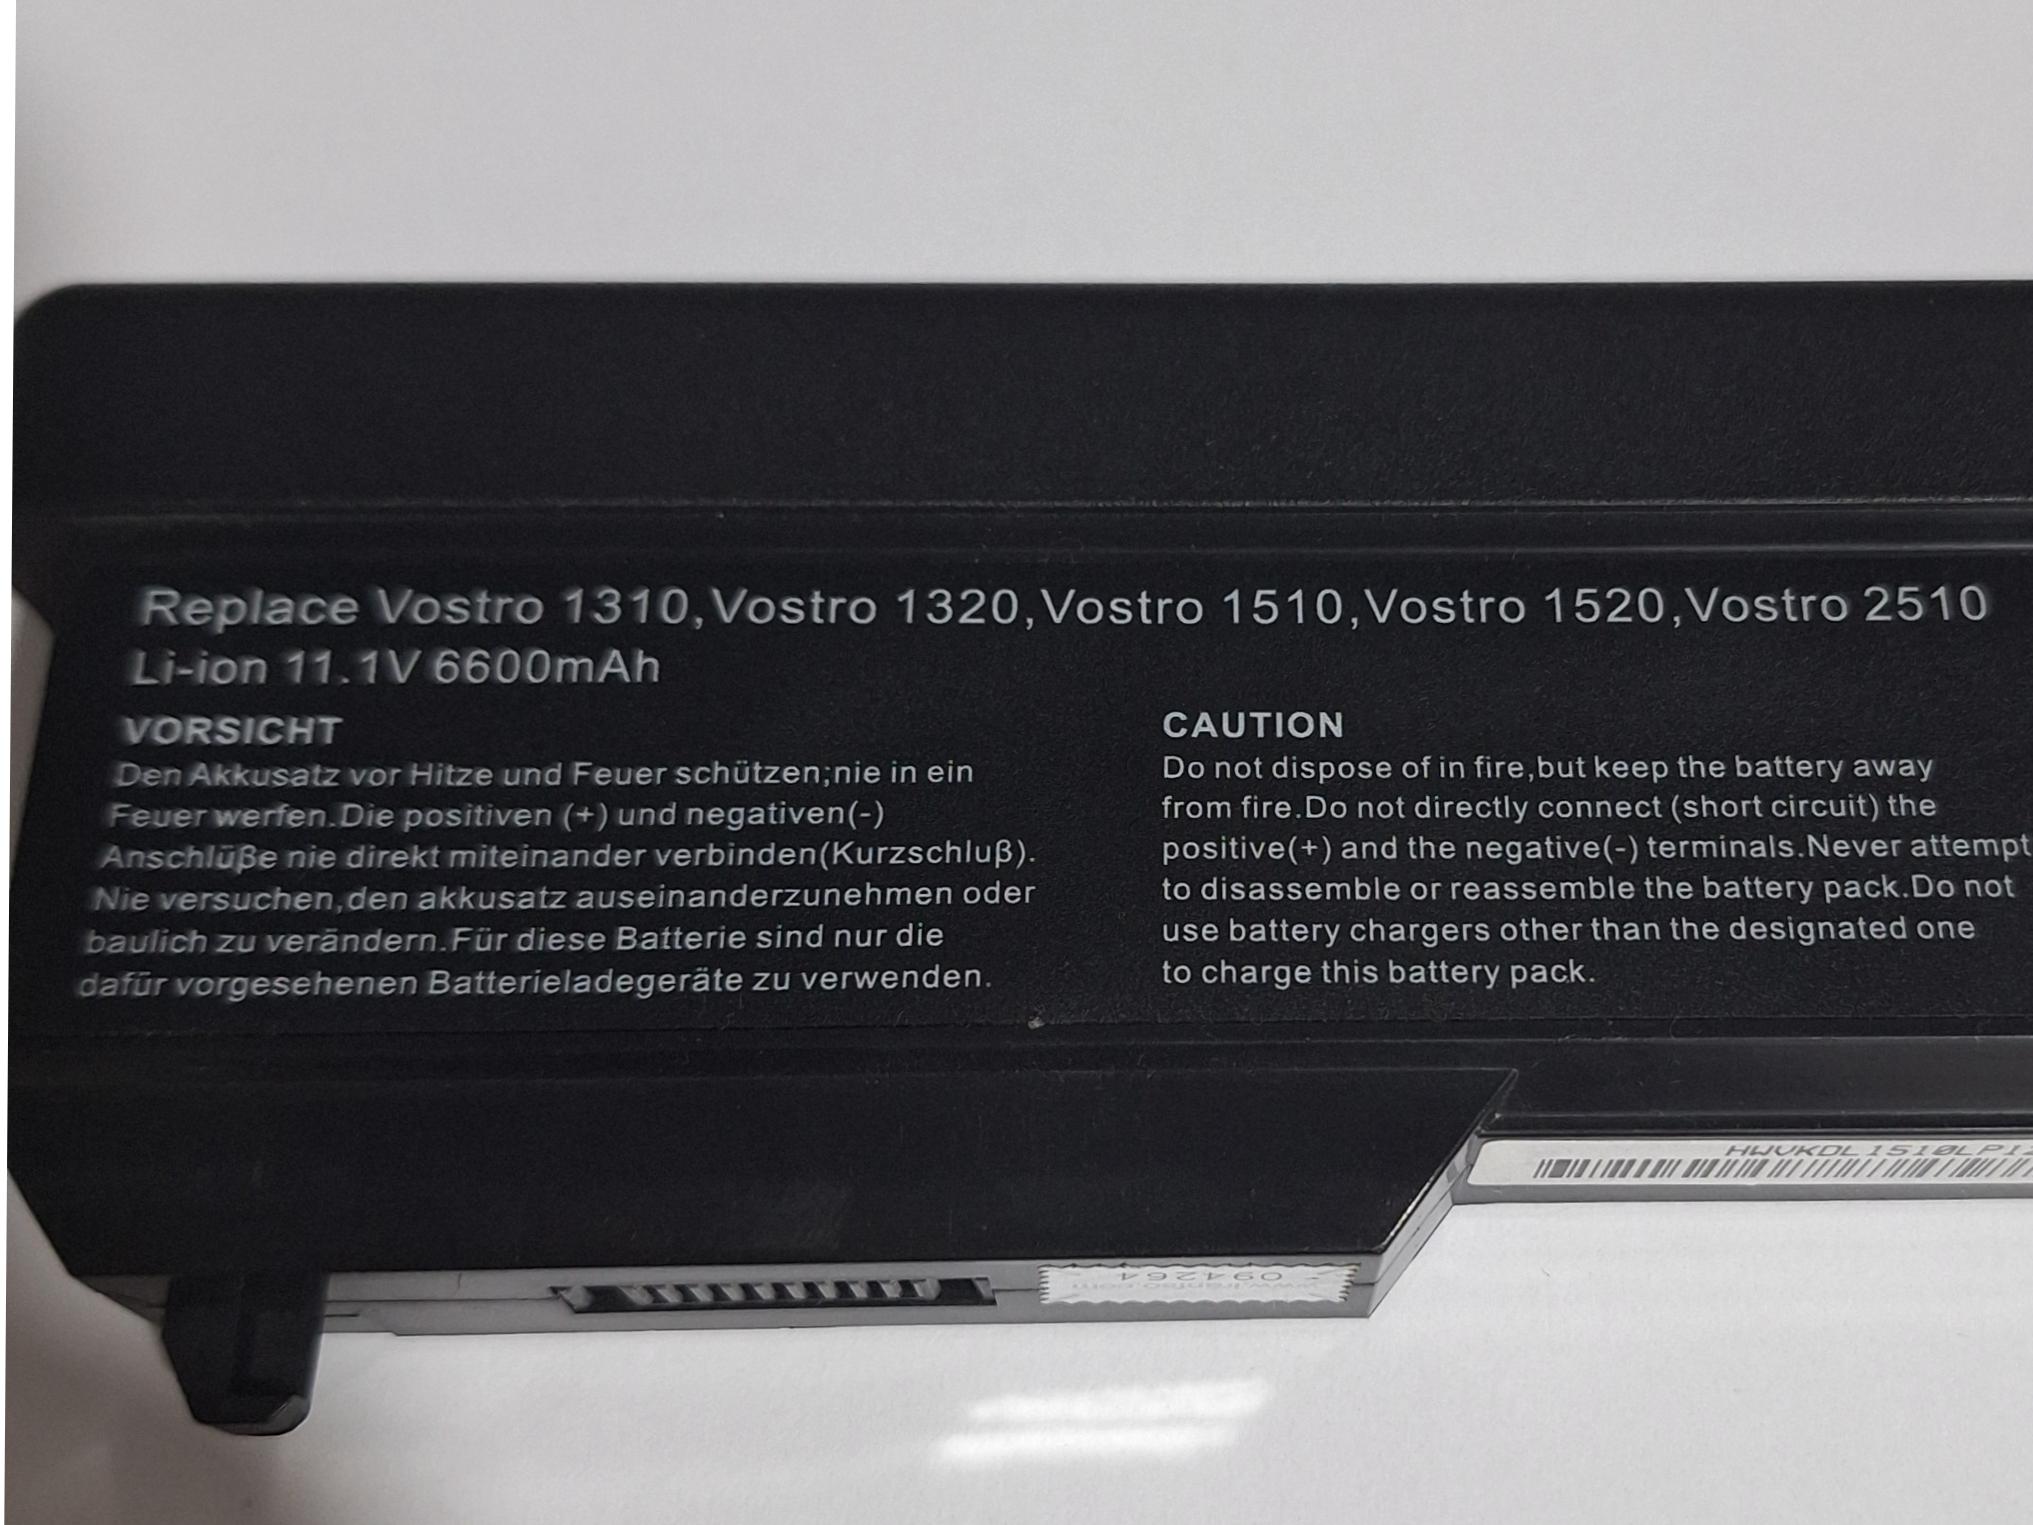 Replace Vostro 1310,Vostro 1320,Vostro 1510,Vostro 1520,Vostro 2510
Li-ion 11.1V 6600mAh
VORSICHT
Den Akkusatz vor Hitze und Feuer schützen;nie in ein
Feuer werfen.Die positiven (+) und negativen(-)
Anschlüße nie direkt miteinander verbinden(Kurzschluß).
Nie versuchen,den akkusatz auseinanderzunehmen oder
baulich zu verändern.Für diese Batterie sind nur die
dafür vorgesehenen Batterieladegeräte zu verwenden.
CAUTION
Do not dispose of in fire,but keep the battery away
from fire.Do not directly connect (short circuit) the
positive(+) and the negative(-) terminals.Never attempt
to disassemble or reassemble the battery pack.Do not
use battery chargers other than the designated one
to charge this battery pack.
HWVKDL1510LPI2
094264